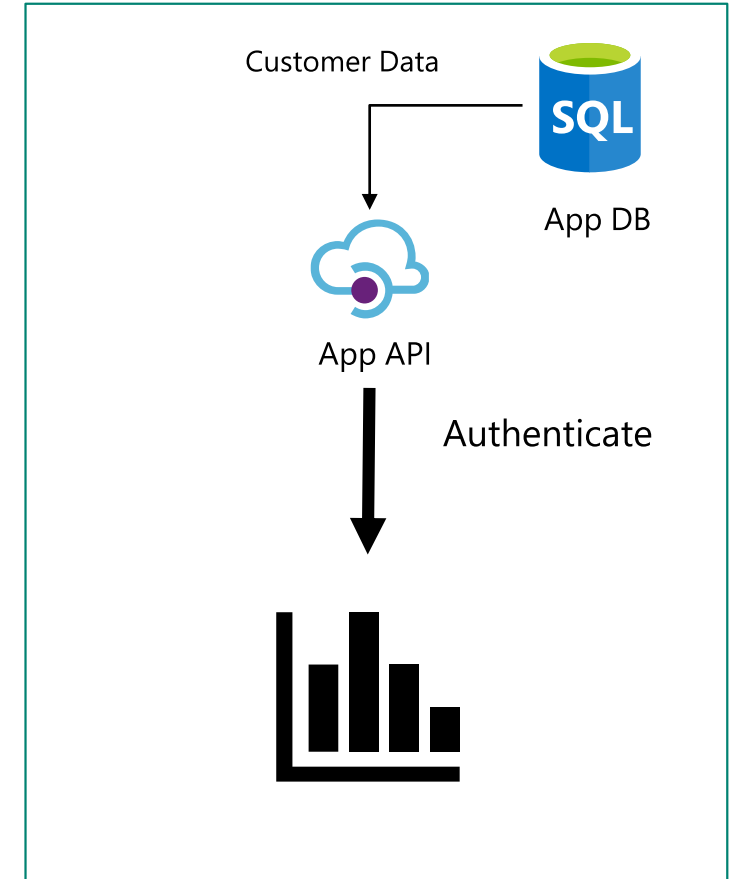 Customer Data
SQL
App DB
App API
Authenticate